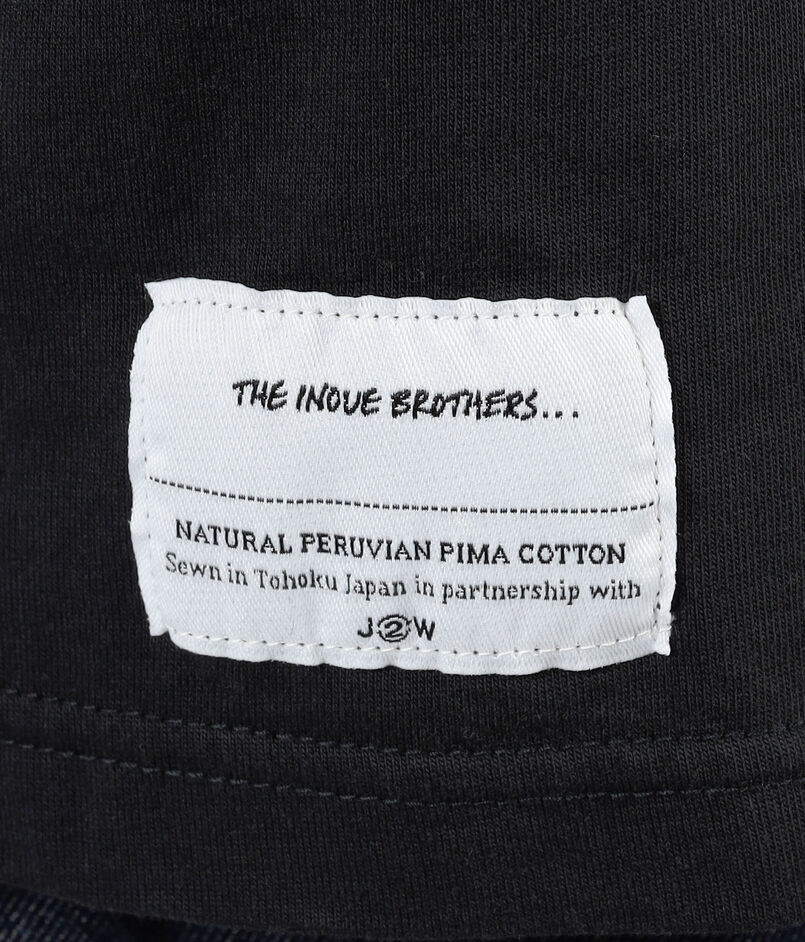 THE INOUE BROTHERS...
NATURAL PERUVIAN PIMA COTTON
Sewn in Tohoku Japan in partnership with
J②W